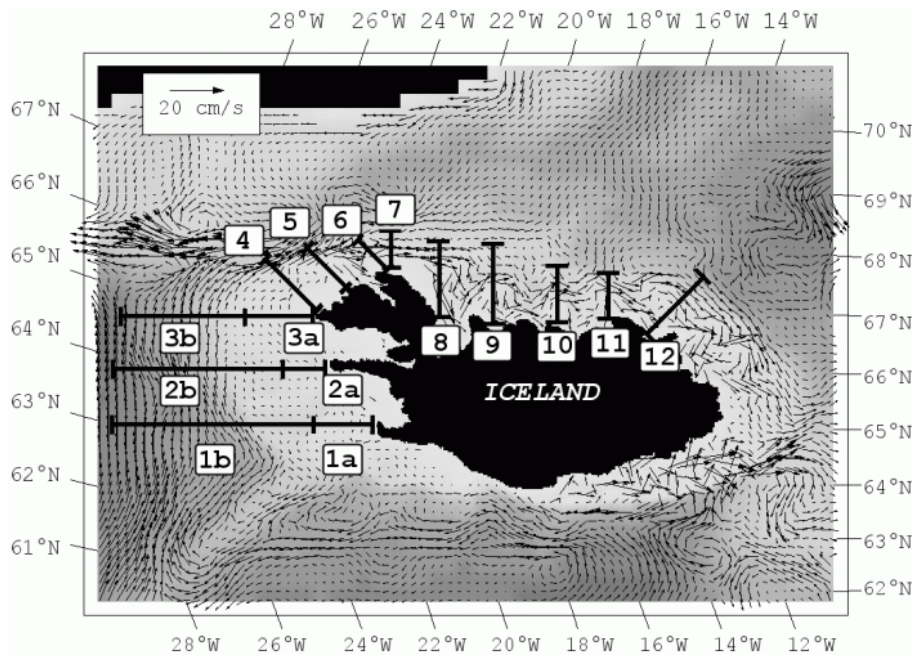 28°W 26°W 24°W 22°W 20°W 18°W 16°W 14°W
20 cm/s
67°N
70°N
66°N
69°N
7
6
5
4
65°N
68°N
64°N
67°N
3b 3a
8 9 10 11 12
66°N
2b 2a
ICELAND
63°N
65°N
1b 1a
62°N
64°N
61°N
63°N
62°N
28°W 26°W 24°W 22°W 20°W 18°W 16°W 14°W 12°W